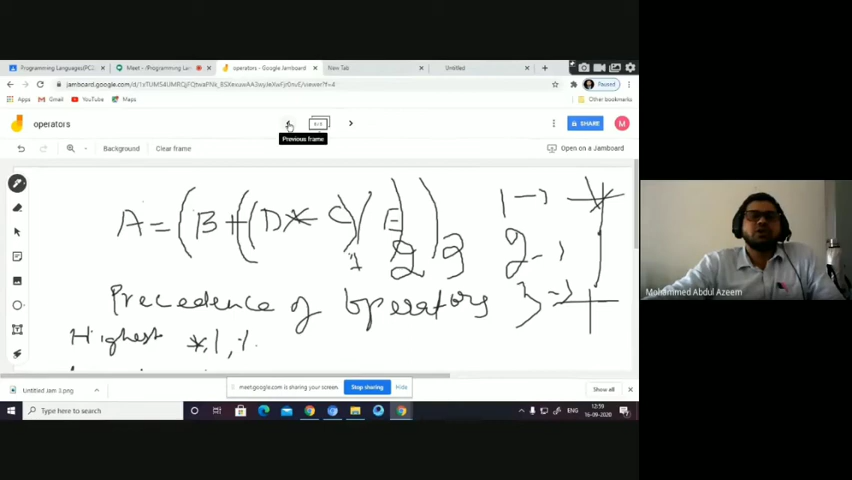 Programming Languages(PC
Meet - (Programming Lan
operators - Google Jamboard
New Tab
Untitled
Paused
Apps
Gmail
YouTube
Maps
Other bookmarks
operators
SHARE
M
Previous frame
Background
Clear frame
Open on a Jamboard
A = (B + ((D * C) / E))
1 2 3
1 → *
2 → /
3 → +
Precedence of operators
Highest *, /, %
Mohammed Abdul Azeem
meet.google.com is sharing your screen.
Stop sharing
Hide
Untitled Jam 3.png
Show all
Type here to search
ENG
12:59
16-09-2020